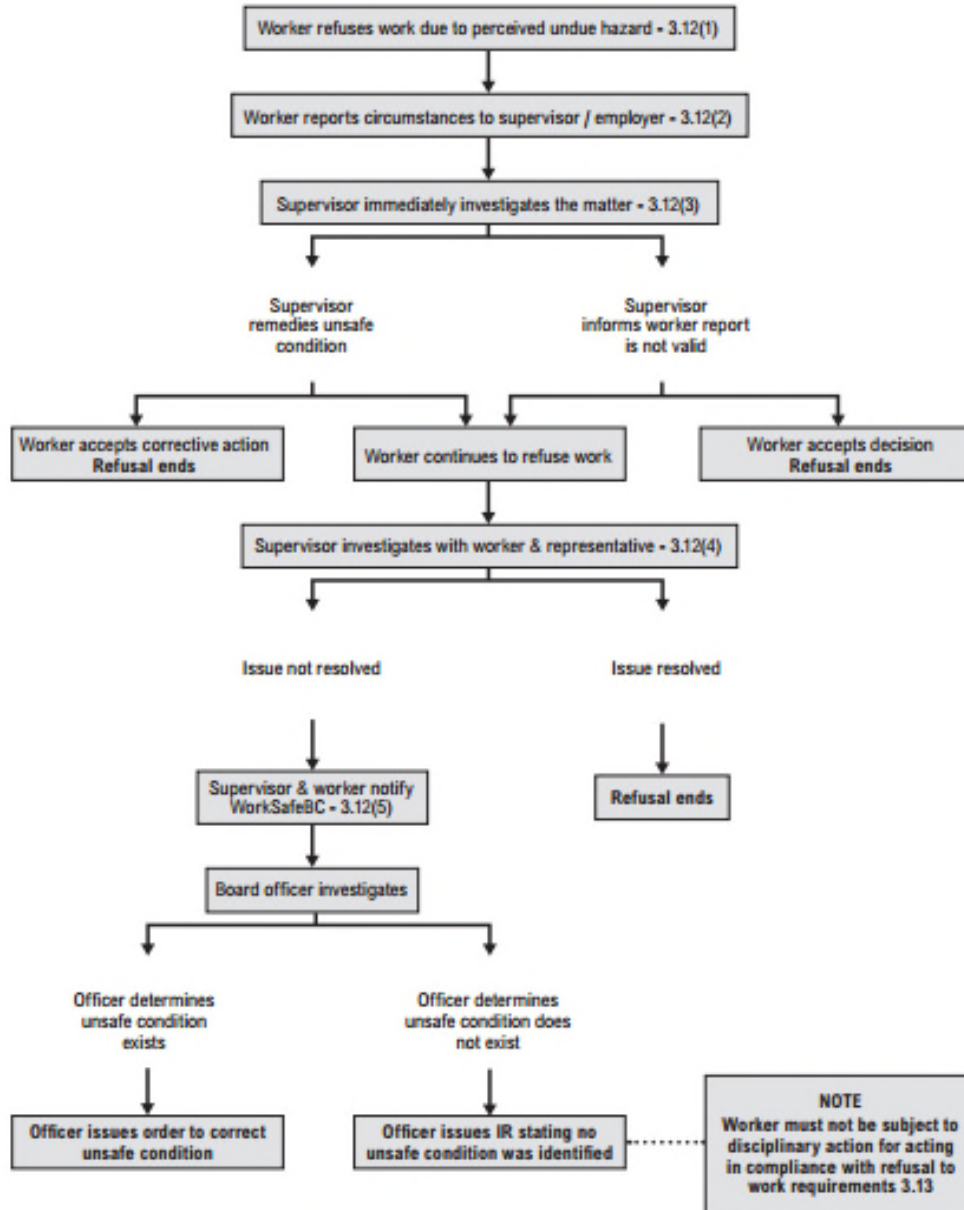 Worker refuses work due to perceived undue hazard - 3.12(1)
Worker reports circumstances to supervisor / employer - 3.12(2)
Supervisor immediately investigates the matter - 3.12(3)
Supervisor
remedies unsafe
condition
Supervisor
informs worker report
is not valid
Worker accepts corrective action
Refusal ends
Worker continues to refuse work
Worker accepts decision
Refusal ends
Supervisor investigates with worker & representative - 3.12(4)
Issue not resolved
Issue resolved
Supervisor & worker notify
WorkSafeBC - 3.12(5)
Refusal ends
Board officer investigates
Officer determines
unsafe condition
exists
Officer determines
unsafe condition does
not exist
Officer issues order to correct
unsafe condition
Officer issues IR stating no
unsafe condition was identified
NOTE
Worker must not be subject to
disciplinary action for acting
in compliance with refusal to
work requirements 3.13